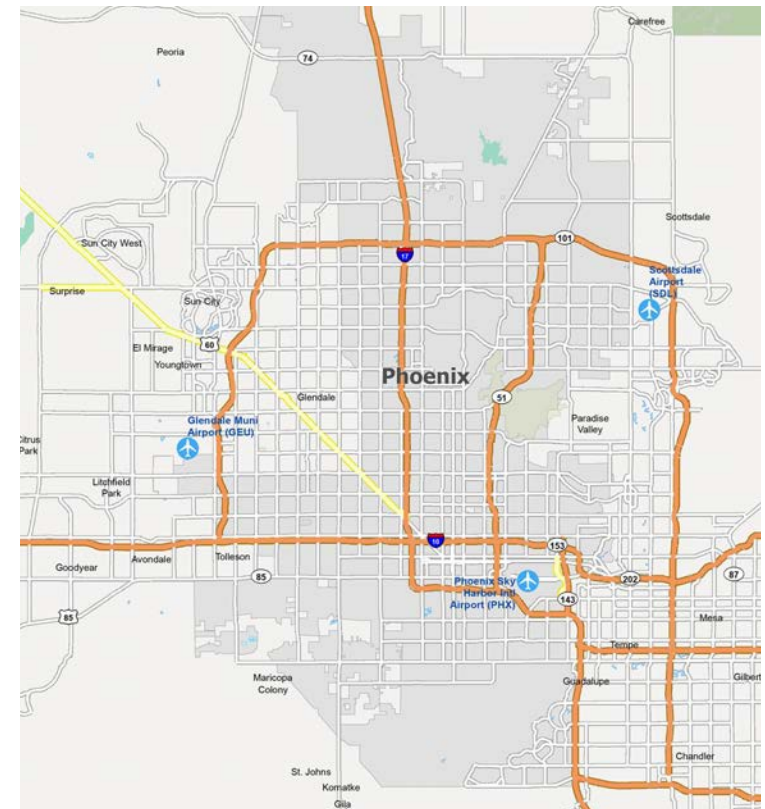 Carefree
Peoria
74
Scottsdale
101
Sun City West
17
Scottsdale
Airport
(SDL)
Surprise
Sun City
60
El Mirage
Youngtown
Phoenix
Glendale
51
Glendale Muni
Airport (GEU)
Paradise
Valley
Citrus
Park
Litchfield
Park
10
153
Tolleson
Avondale
Goodyear
85
Phoenix Sky
Harbor Intl
Airport (PHX)
202
87
143
85
Mesa
Tempe
Maricopa
Colony
Guadalupe
Gilbert
Chandler
St. Johns
Komatke
Gila